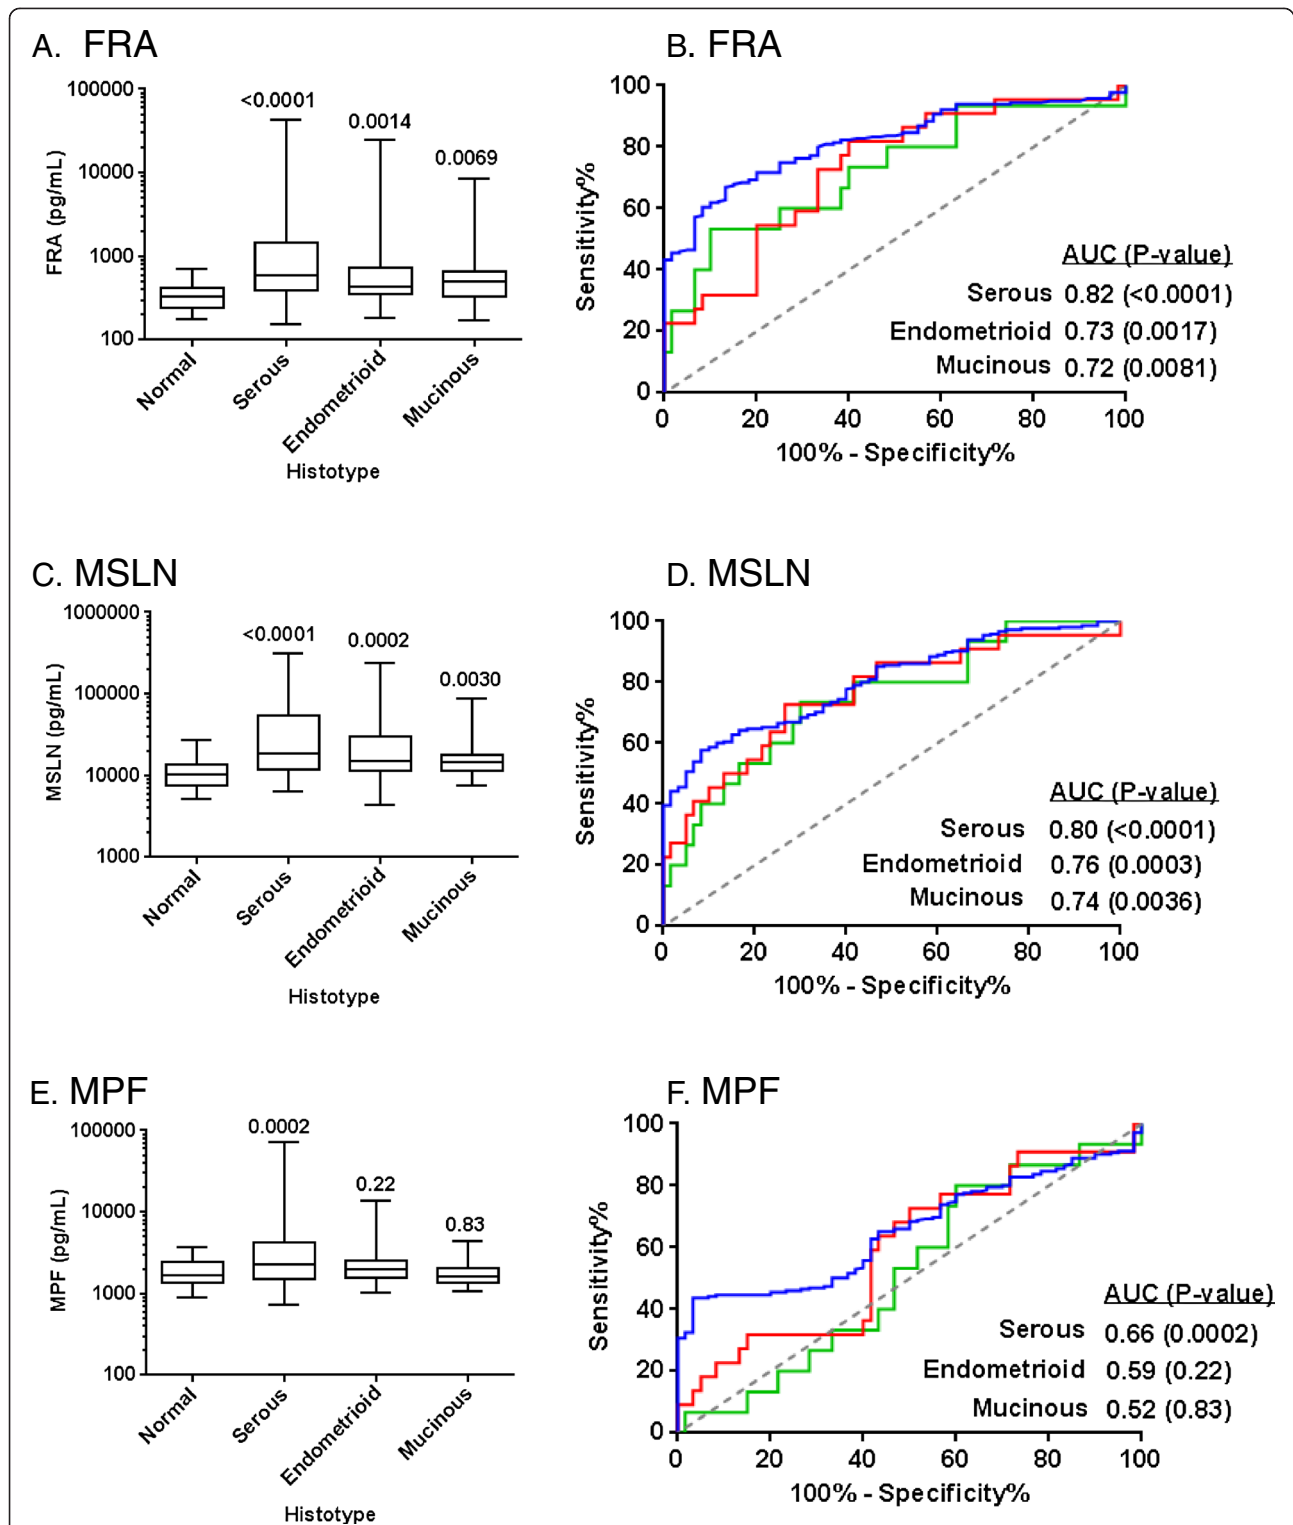 A. FRA
100000
10000
1000
100
FRA (pg/mL)
<0.0001
0.0014
0.0069
Normal
Serous
Endometrioid
Mucinous
Histotype
B. FRA
100
80
60
40
20
0
Sensitivity%
AUC (P-value)
Serous 0.82 (<0.0001)
Endometrioid 0.73 (0.0017)
Mucinous 0.72 (0.0081)
0 20 40 60 80 100
100% - Specificity%
C. MSLN
1000000
100000
10000
1000
MSLN (pg/mL)
<0.0001
0.0002
0.0030
Normal
Serous
Endometrioid
Mucinous
Histotype
D. MSLN
100
80
60
40
20
0
Sensitivity%
AUC (P-value)
Serous 0.80 (<0.0001)
Endometrioid 0.76 (0.0003)
Mucinous 0.74 (0.0036)
0 20 40 60 80 100
100% - Specificity%
E. MPF
100000
10000
1000
100
MPF (pg/mL)
0.0002
0.22
0.83
Normal
Serous
Endometrioid
Mucinous
Histotype
F. MPF
100
80
60
40
20
0
Sensitivity%
AUC (P-value)
Serous 0.66 (0.0002)
Endometrioid 0.59 (0.22)
Mucinous 0.52 (0.83)
0 20 40 60 80 100
100% - Specificity%